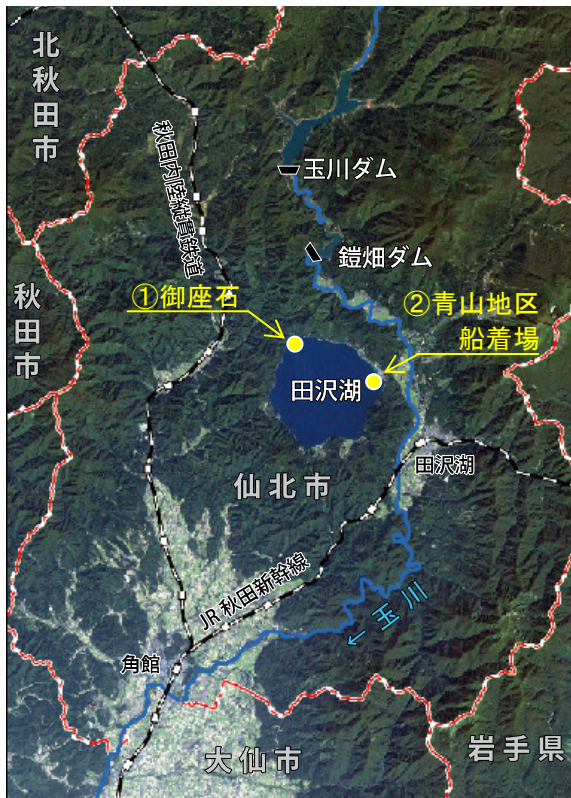 北秋田市
玉川ダム
秋田内陸縦貫鉄道
鎧畑ダム
秋田市
①御座石
②青山地区
船着場
田沢湖
田沢湖
仙北市
JR 秋田新幹線
← 玉川
角館
大仙市
岩手県